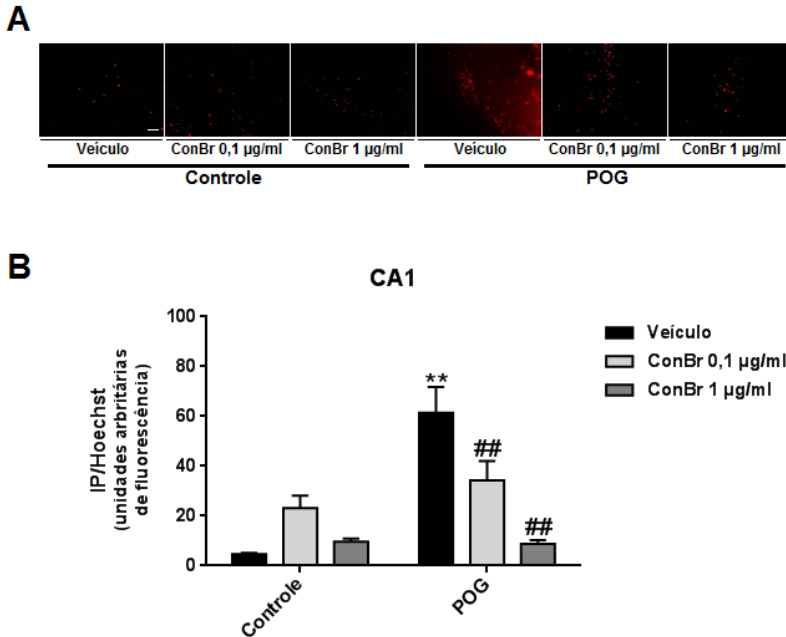 A
Veículo
ConBr 0,1 µg/ml
ConBr 1 µg/ml
Veículo
ConBr 0,1 µg/ml
ConBr 1 µg/ml
Controle
POG
B
CA1
IP/Hoechst
(unidades arbritárias
de fluorescência)
100
80
60
40
20
0
**
##
##
Controle
POG
Veículo
ConBr 0,1 µg/ml
ConBr 1 µg/ml